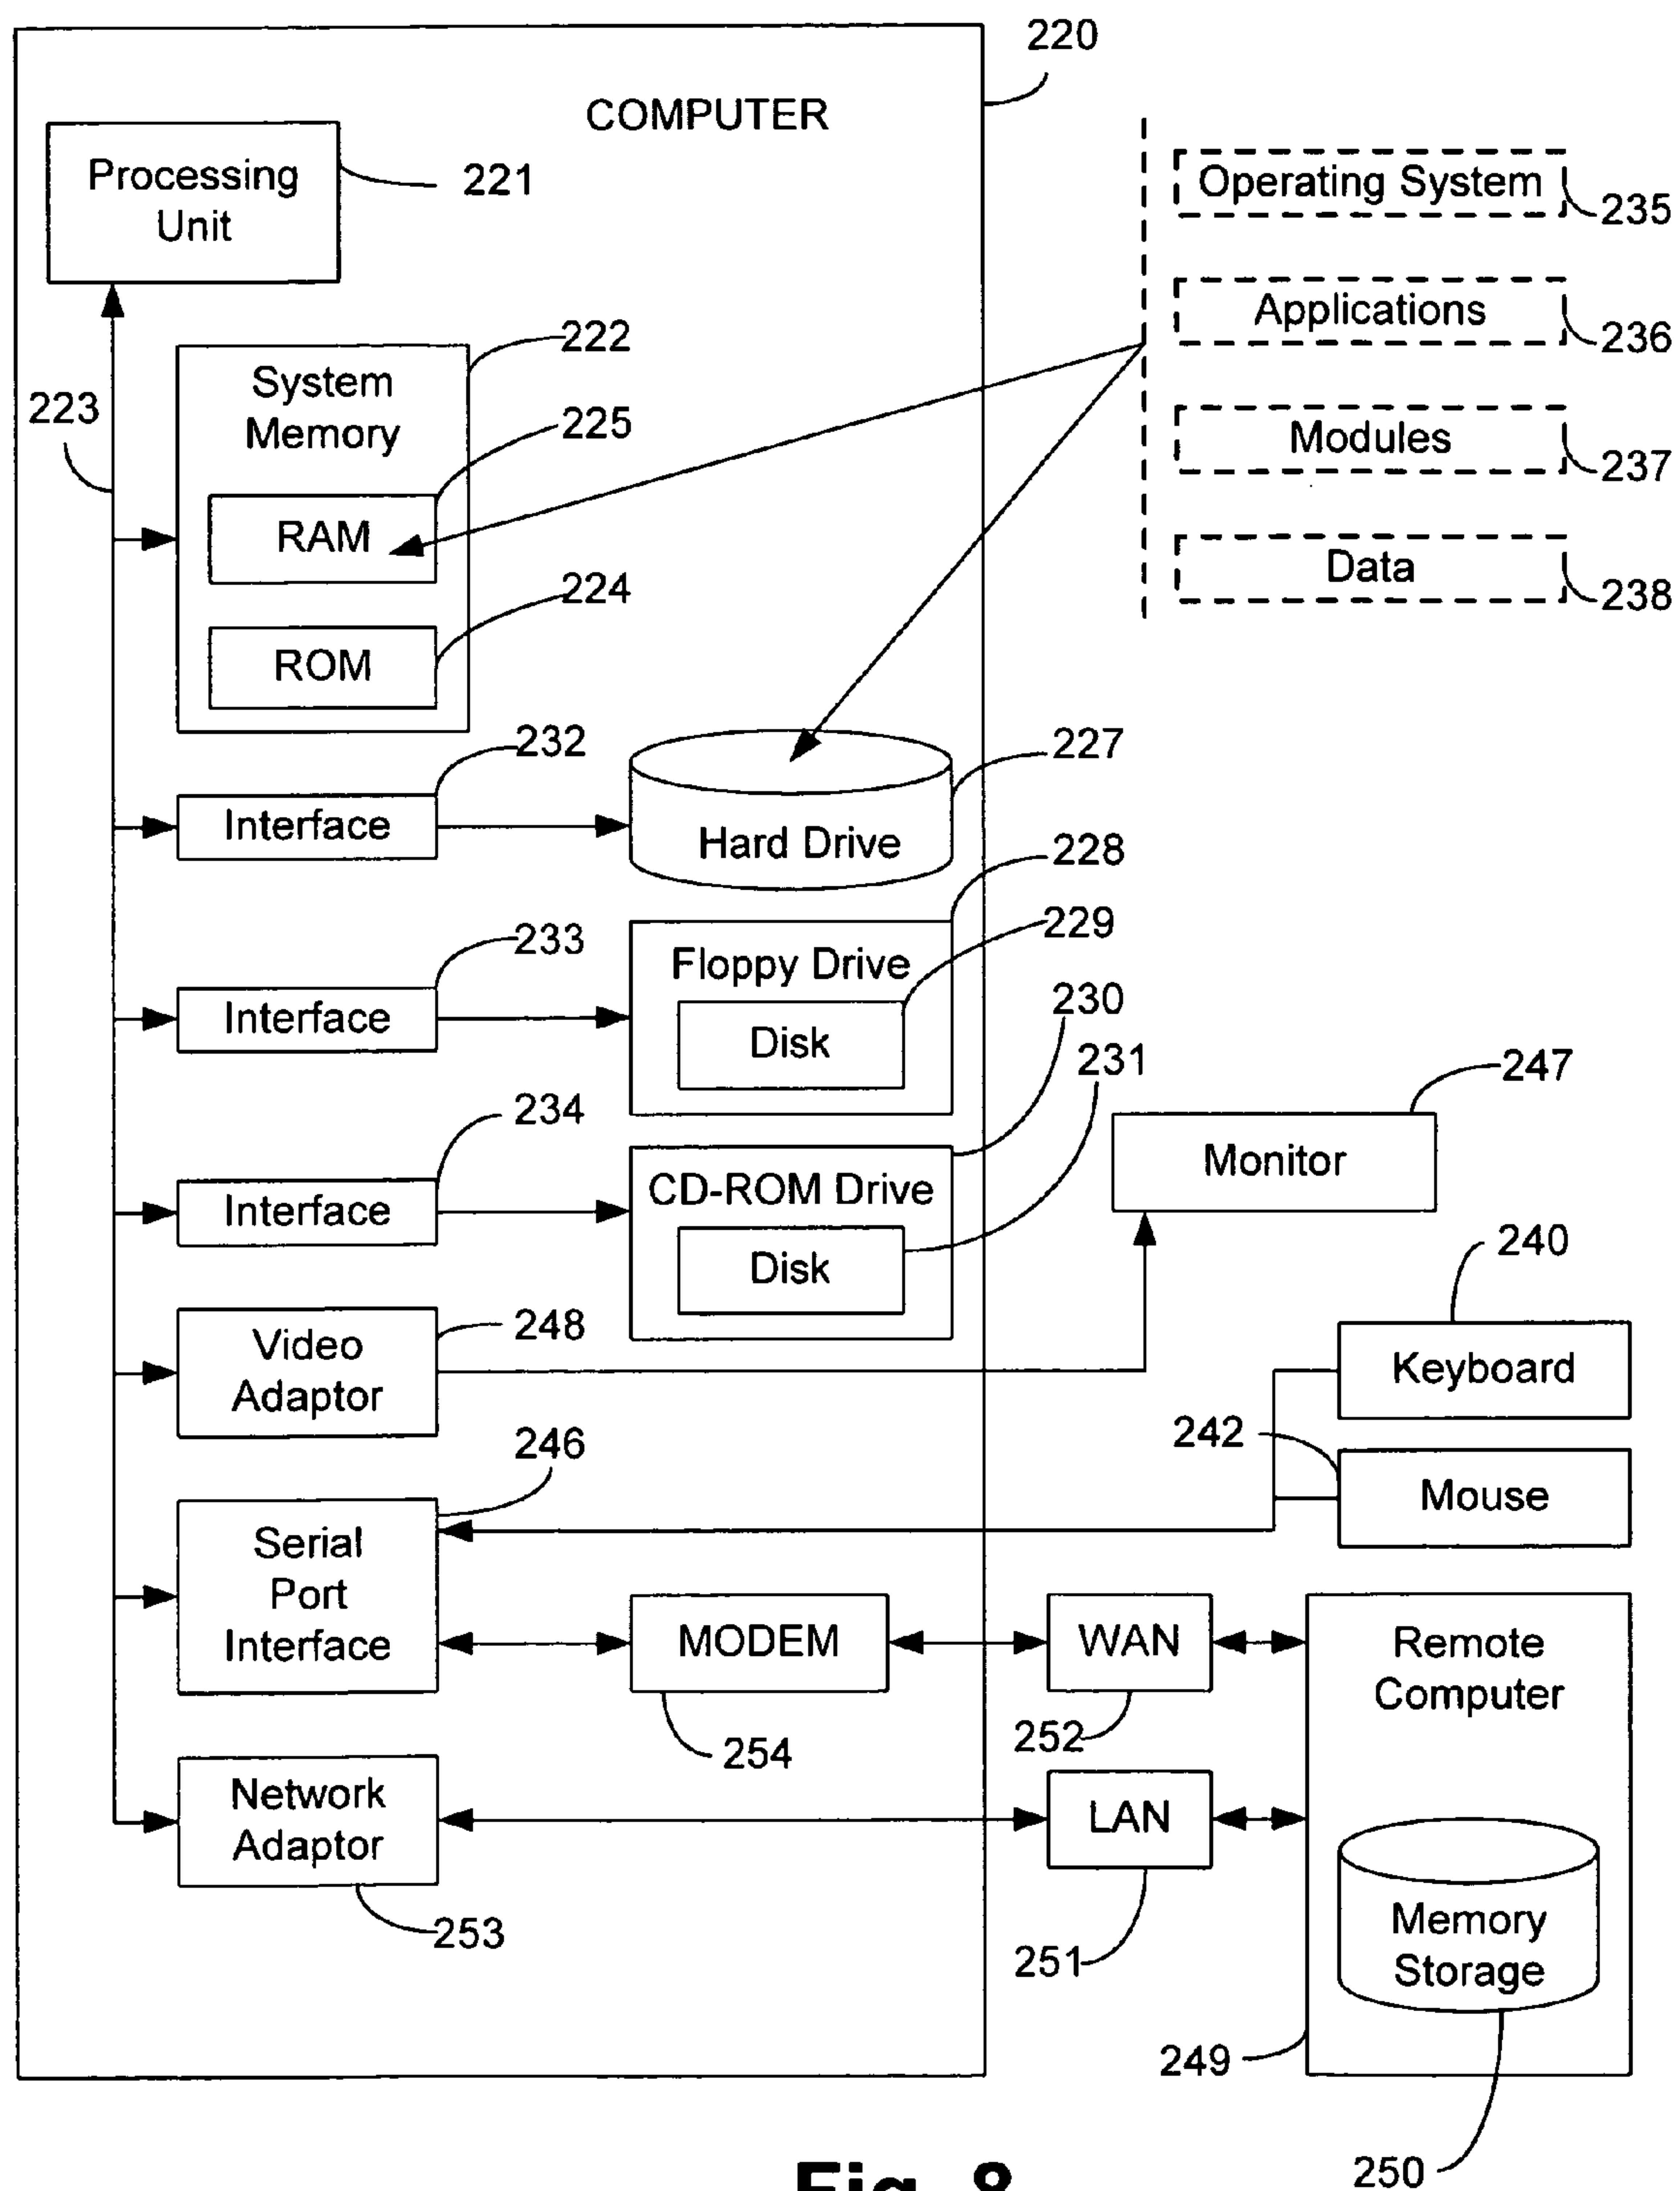 220
COMPUTER
Processing
Unit
221
Operating System
235
Applications
236
Modules
237
Data
238
222
System
Memory
223
225
RAM
224
ROM
232
Interface
227
Hard Drive
228
233
Interface
229
Floppy Drive
Disk
230
231
234
Interface
CD-ROM Drive
Disk
247
Monitor
248
Video
Adaptor
240
Keyboard
242
Mouse
246
Serial
Port
Interface
MODEM
254
WAN
252
Remote
Computer
Network
Adaptor
253
LAN
251
Memory
Storage
249
250
Fig. 8